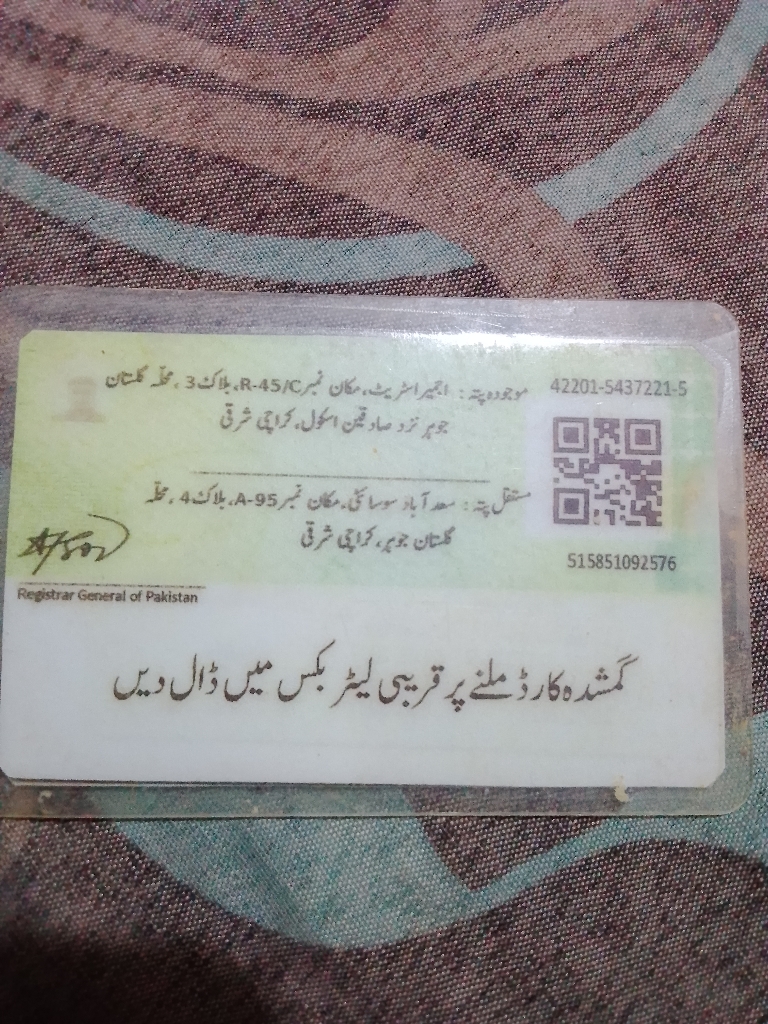 42201-5437221-5
موجودہ پتہ : اجمیر اسٹریٹ، مکان نمبر R-45/C، بلاک 3، محلہ گلستان
جوہر نزد صادقین اسکول، کراچی شرقی
مستقل پتہ : سعد آباد سوسائٹی، مکان نمبر A-95، بلاک 4، محلہ
گلستان جوہر، کراچی شرقی
515851092576
Registrar General of Pakistan
گمشدہ کارڈ ملنے پر قریبی لیٹر بکس میں ڈال دیں